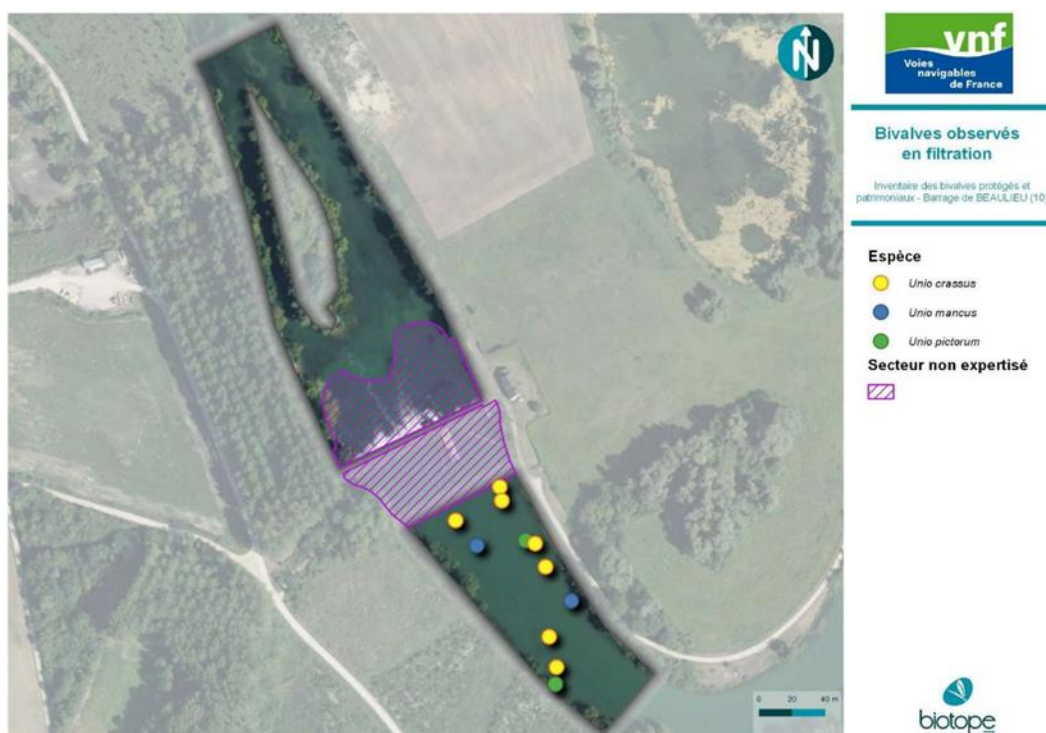 N
vnf
Voies
navigables
de France
Bivalves observés
en filtration
Inventaire des bivalves protégés et
patrimoniaux - Barrage de BEAULIEU (10)
Espèce
Unio crassus
Unio mancus
Unio pictorum
Secteur non expertisé
0 20 40 m
biotope